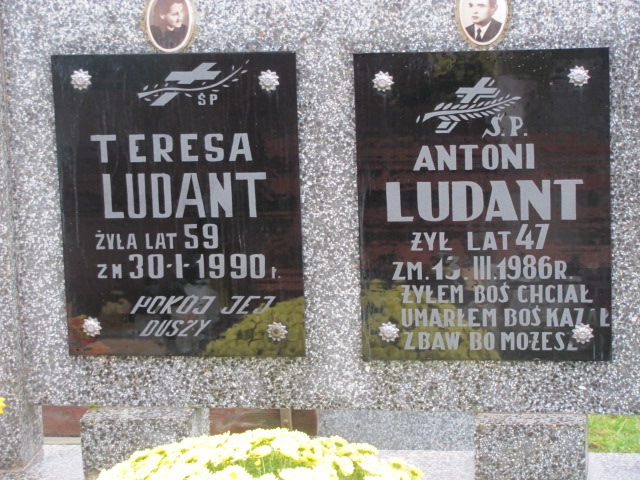 ŚP
TERESA
LUDANT
ŻYŁA LAT 59
ZM 30-I-1990 r.
POKÓJ JEJ
DUSZY
Ś.P.
ANTONI
LUDANT
ŻYŁ LAT 47
ZM. 13. III. 1986 R.
ŻYŁEM BOŚ CHCIAŁ
UMARŁEM BOŚ KAZAŁ
ZBAW BO MOŻESZ